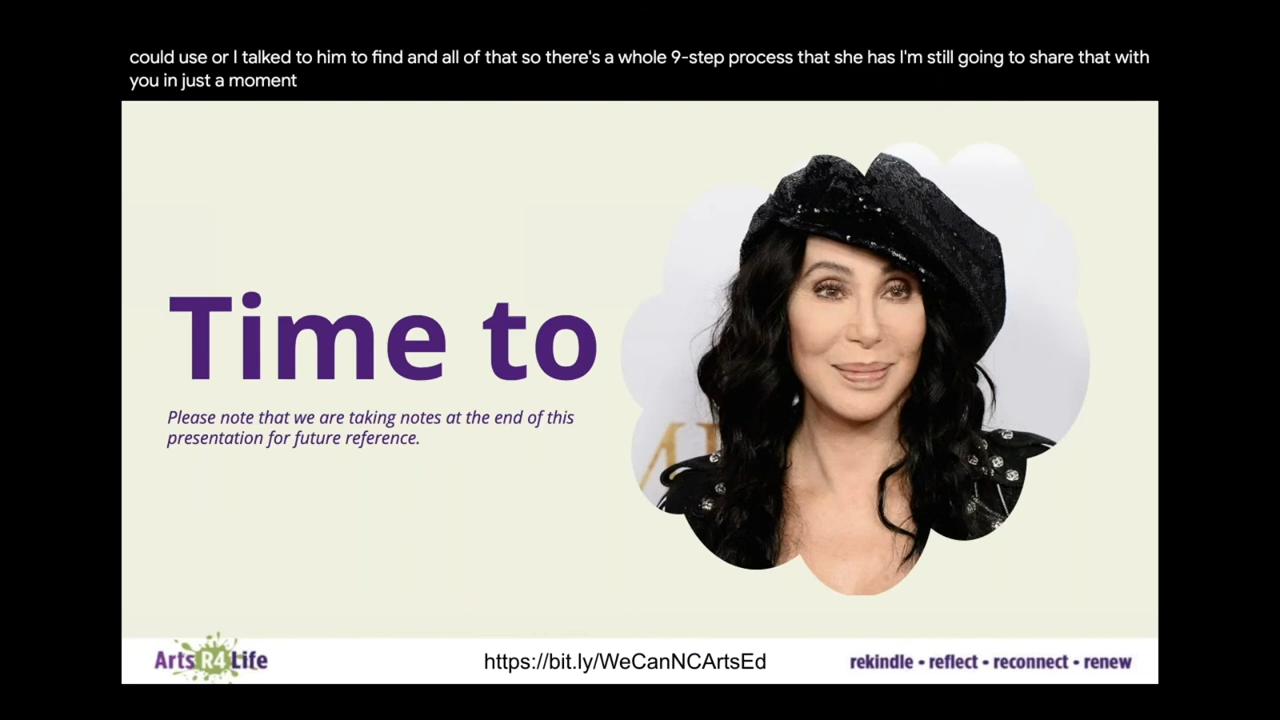 could use or I talked to him to find and all of that so there's a whole 9-step process that she has I'm still going to share that with
you in just a moment
Time to
Please note that we are taking notes at the end of this
presentation for future reference.
Arts R4 Life
https://bit.ly/WeCanNCArtsEd
rekindle • reflect • reconnect • renew